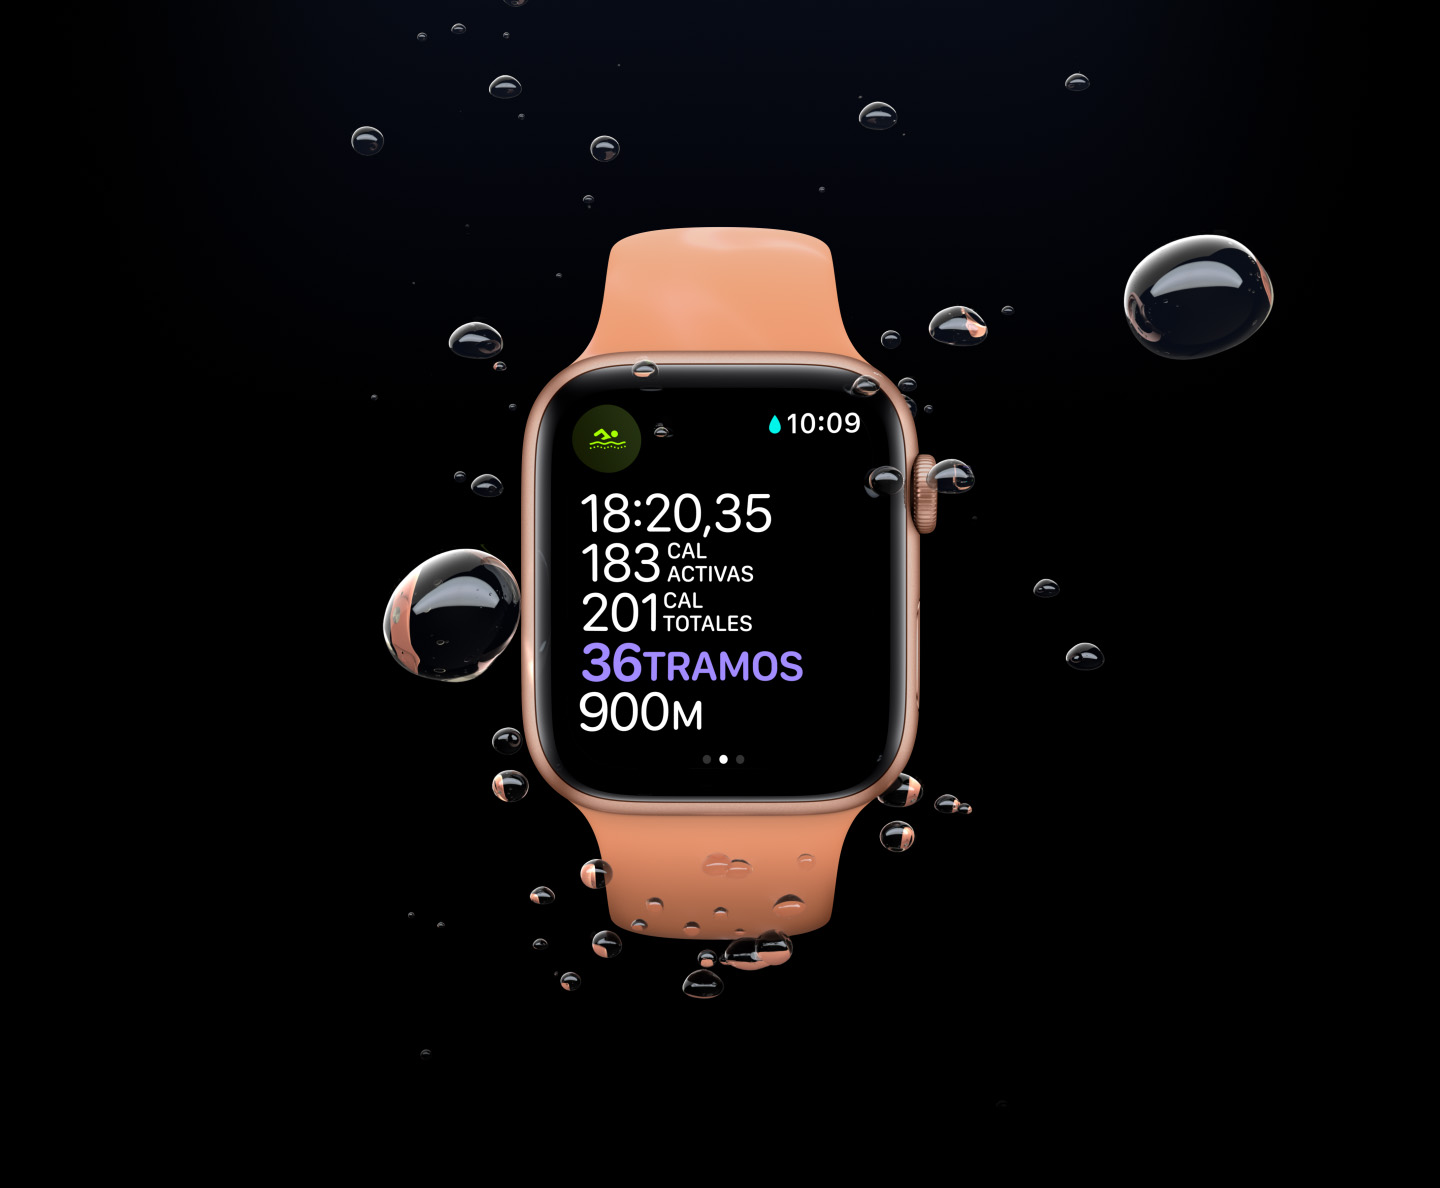 10:09
18:20,35
183 CAL
ACTIVAS
201 CAL
TOTALES
36TRAMOS
900M